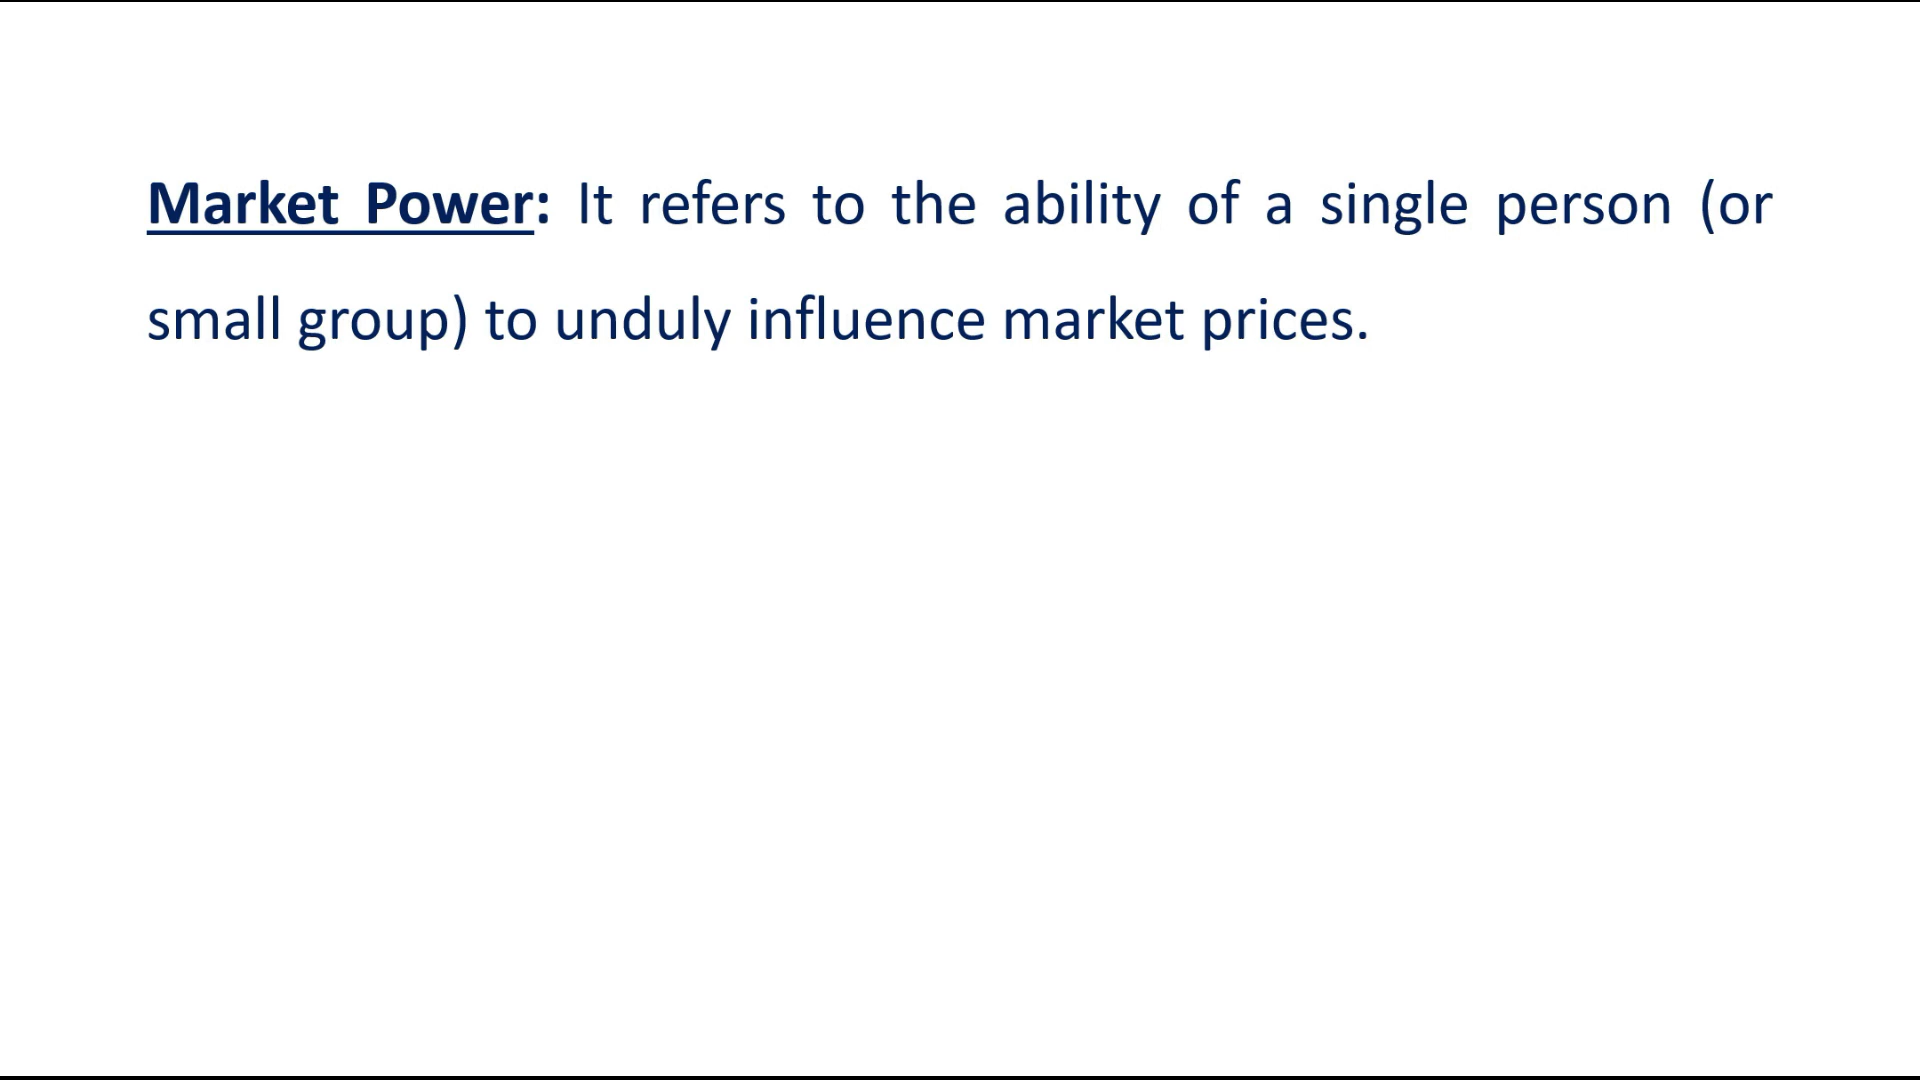 Market Power: It refers to the ability of a single person (or
small group) to unduly influence market prices.